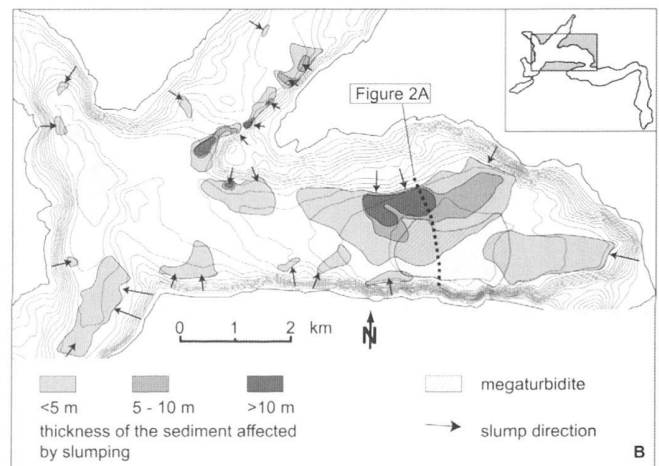 Figure 2A
0 1 2 km
N
<5 m 5 - 10 m >10 m
thickness of the sediment affected
by slumping
megaturbidite
slump direction
B